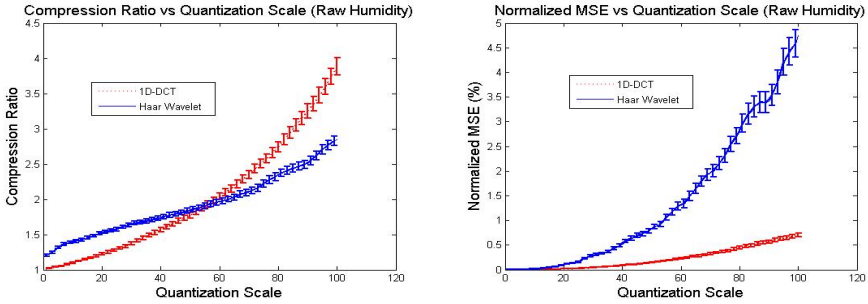 Compression Ratio vs Quantization Scale (Raw Humidity)
4.5
4
3.5
3
2.5
2
1.5
1
Compression Ratio
1D-DCT
Haar Wavelet
0 20 40 60 80 100 120
Quantization Scale
Normalized MSE vs Quantization Scale (Raw Humidity)
5
4.5
4
3.5
3
2.5
2
1.5
1
0.5
0
Normalized MSE (%)
1D-DCT
Haar Wavelet
0 20 40 60 80 100 120
Quantization Scale